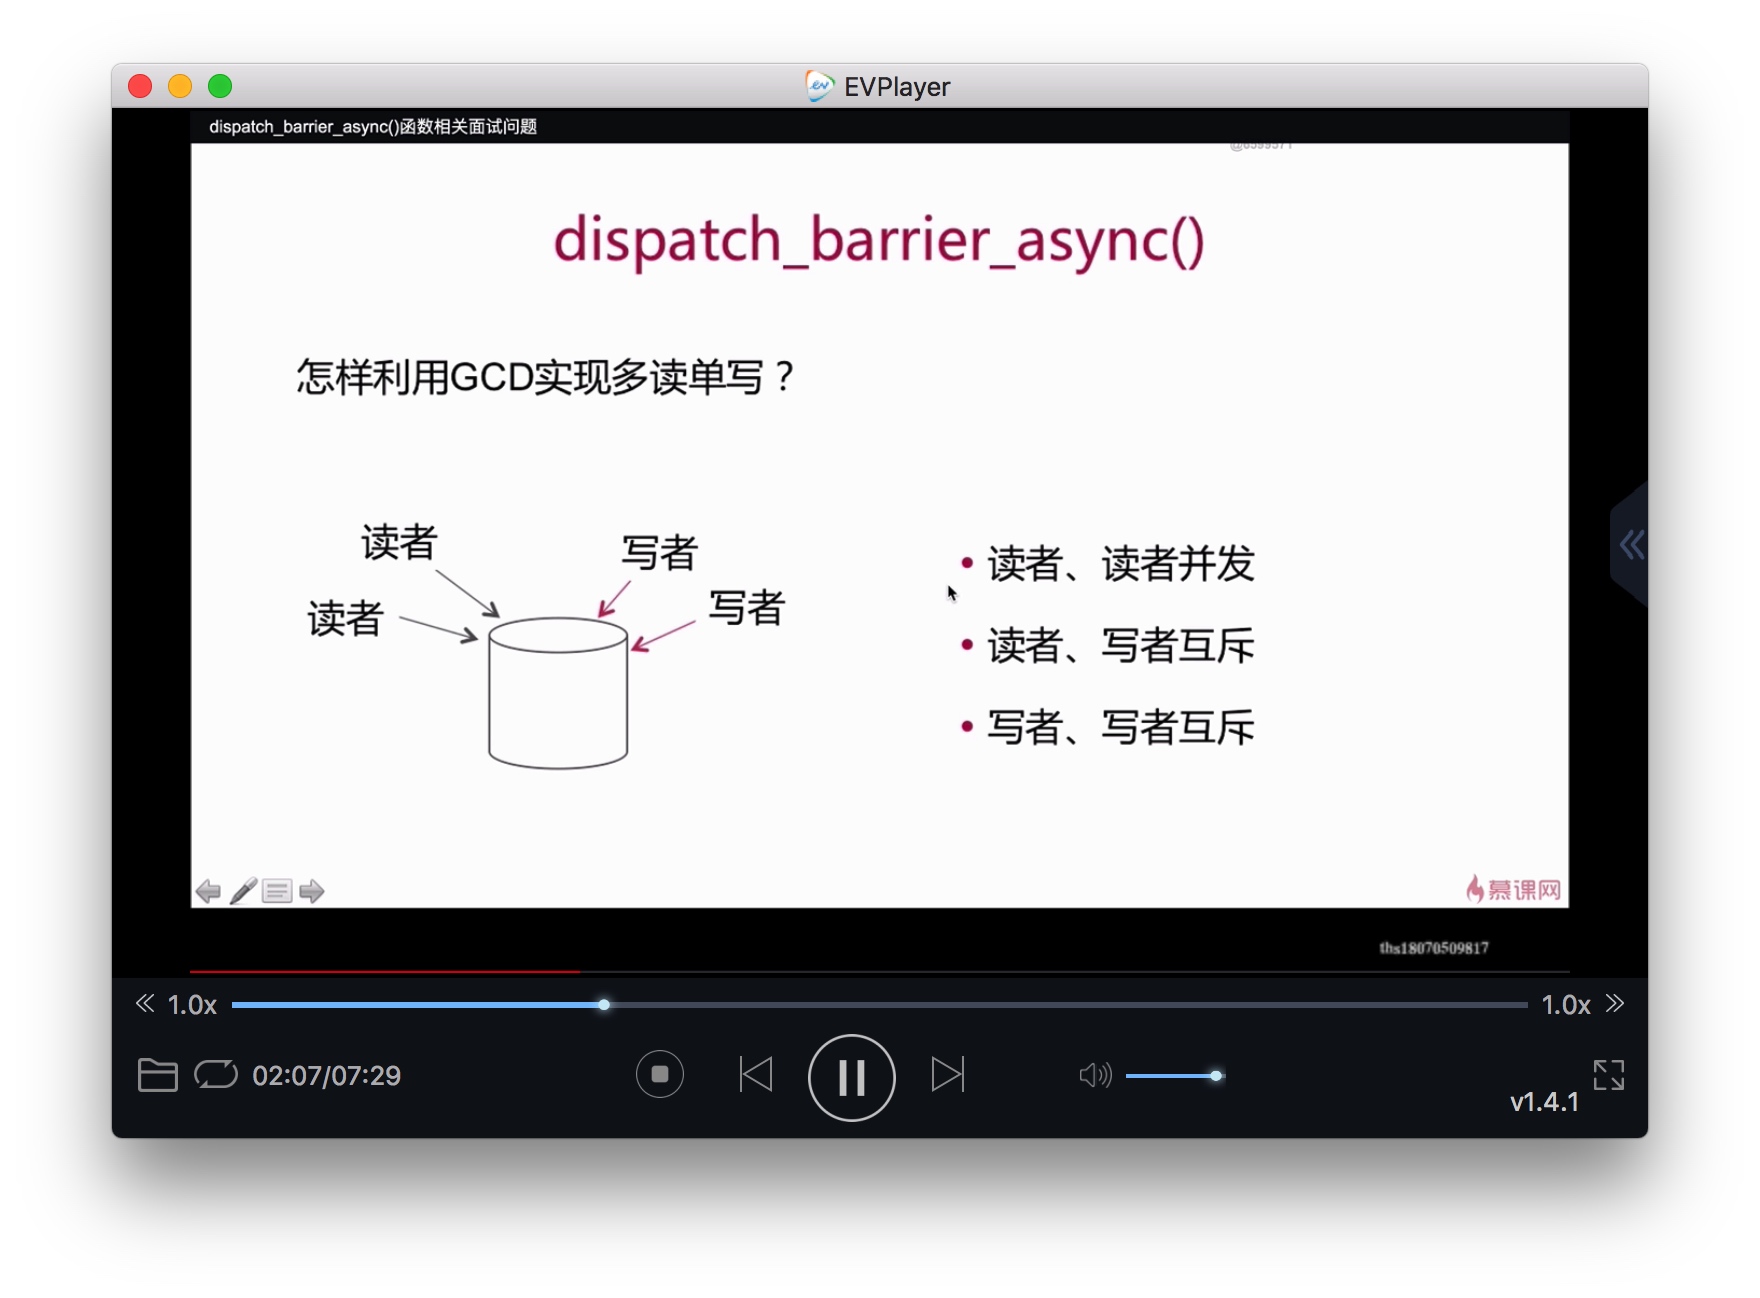 EVPlayer
dispatch_barrier_async()函数相关面试问题
dispatch_barrier_async()
怎样利用GCD实现多读单写？
读者
写者
读者
写者
• 读者、读者并发
• 读者、写者互斥
• 写者、写者互斥
慕课网
ths18070509817
1.0x
1.0x
02:07/07:29
v1.4.1